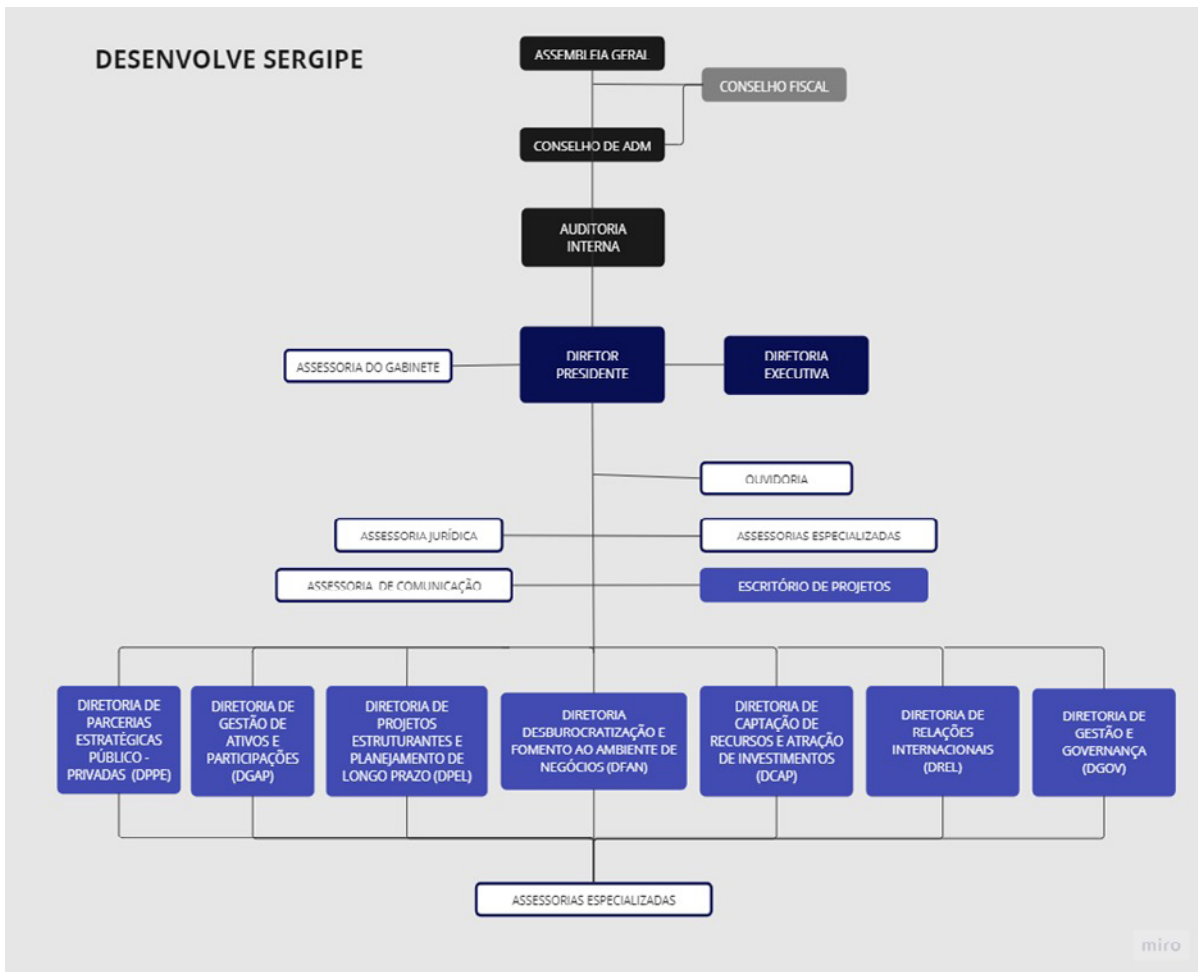 DESENVOLVE SERGIPE
ASSEMBLEIA GERAL
CONSELHO FISCAL
CONSELHO DE ADM
AUDITORIA
INTERNA
ASSESSORIA DO GABINETE
DIRETOR
PRESIDENTE
DIRETORIA
EXECUTIVA
OUVIDORIA
ASSESSORIA JURÍDICA
ASSESSORIAS ESPECIALIZADAS
ASSESSORIA DE COMUNICAÇÃO
ESCRITÓRIO DE PROJETOS
DIRETORIA DE
PARCERIAS
ESTRATÉGICAS
PÚBLICO -
PRIVADAS (DPPE)
DIRETORIA DE
GESTÃO DE
ATIVOS E
PARTICIPAÇÕES
(DGAP)
DIRETORIA DE
PROJETOS
ESTRUTURANTES E
PLANEJAMENTO DE
LONGO PRAZO (DPEL)
DIRETORIA
DESBUROCRATIZAÇÃO E
FOMENTO AO AMBIENTE DE
NEGÓCIOS (DFAN)
DIRETORIA DE
CAPTAÇÃO DE
RECURSOS E ATRAÇÃO
DE INVESTIMENTOS
(DCAP)
DIRETORIA DE
RELAÇÕES
INTERNACIONAIS
(DREL)
DIRETORIA DE
GESTÃO E
GOVERNANÇA
(DGOV)
ASSESSORIAS ESPECIALIZADAS
miro